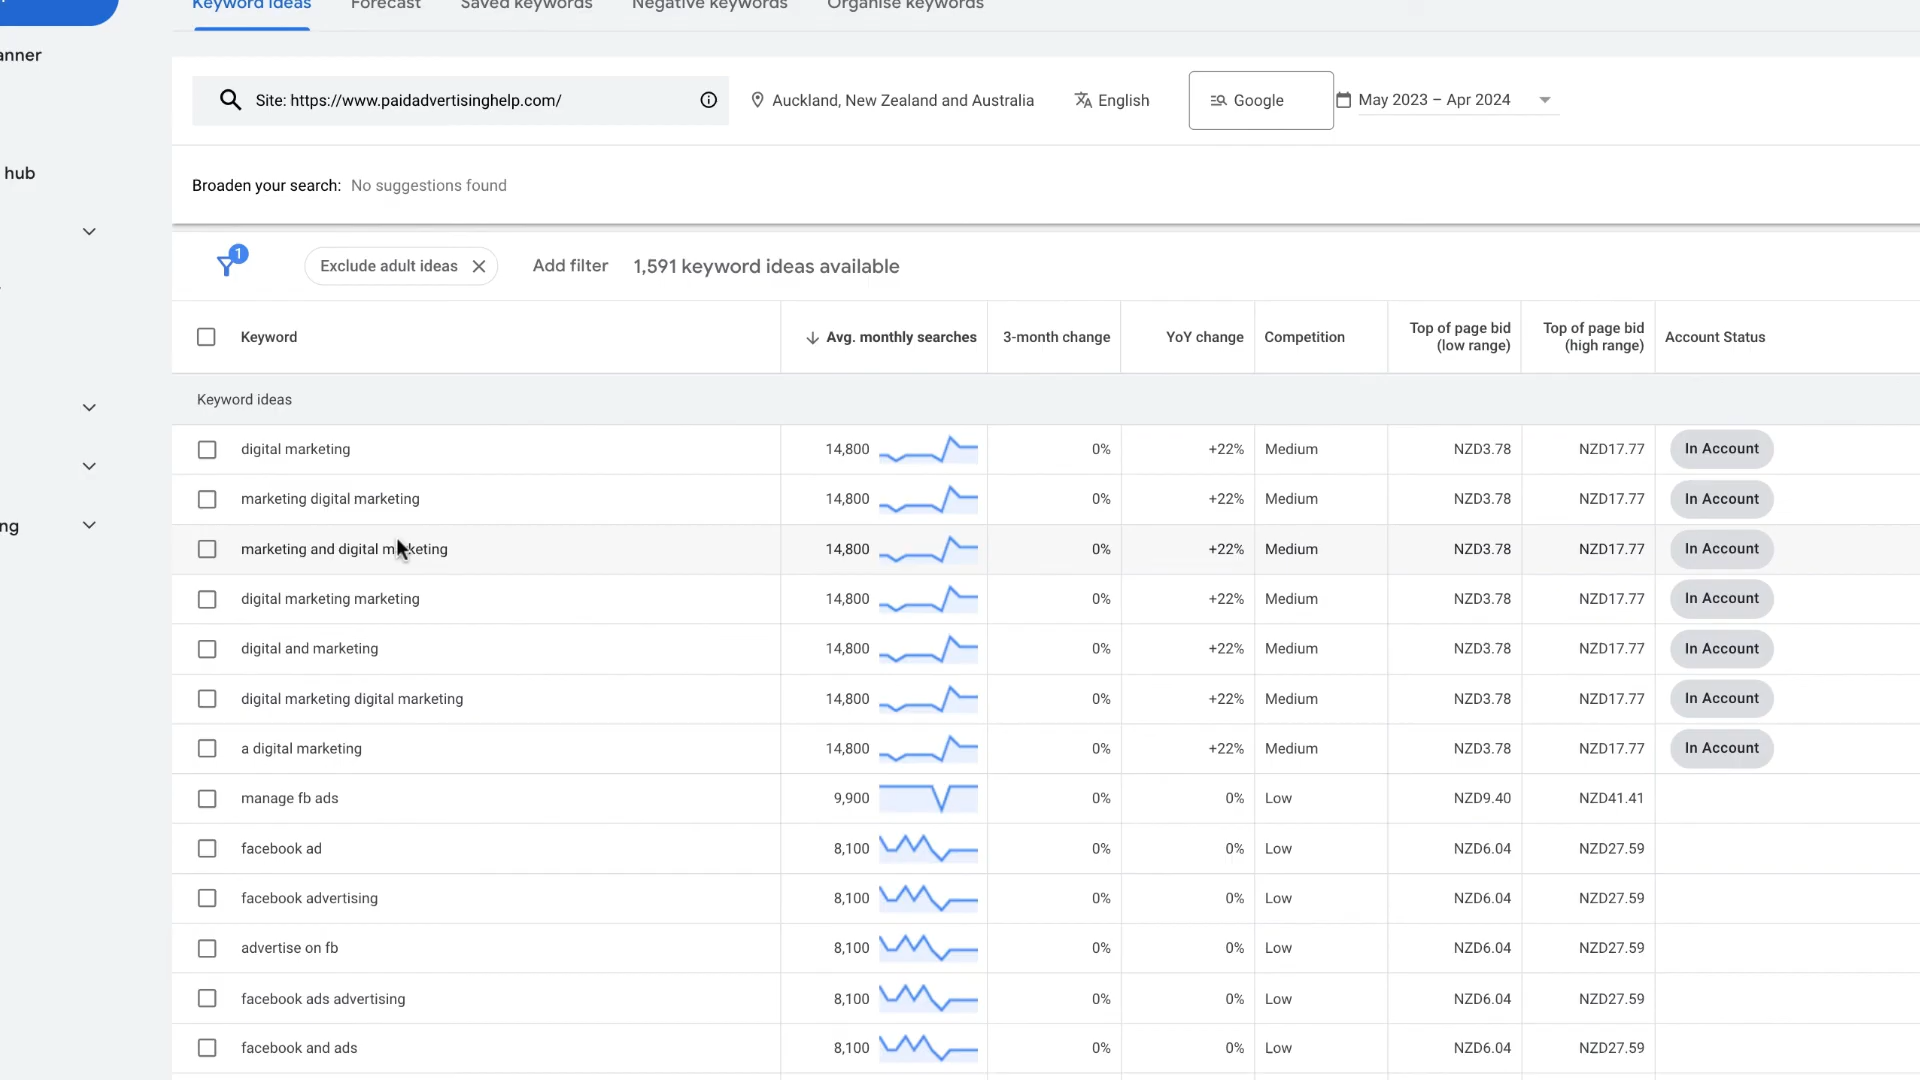 Keyword ideas Forecast Saved keywords Negative keywords Organise keywords
anner
Site: https://www.paidadvertisinghelp.com/ Auckland, New Zealand and Australia English Google May 2023 – Apr 2024
hub
Broaden your search: No suggestions found
1 Exclude adult ideas Add filter 1,591 keyword ideas available
Keyword Avg. monthly searches 3-month change YoY change Competition Top of page bid (low range) Top of page bid (high range) Account Status
Keyword ideas
digital marketing 14,800 0% +22% Medium NZD3.78 NZD17.77 In Account
marketing digital marketing 14,800 0% +22% Medium NZD3.78 NZD17.77 In Account
ng
marketing and digital marketing 14,800 0% +22% Medium NZD3.78 NZD17.77 In Account
digital marketing marketing 14,800 0% +22% Medium NZD3.78 NZD17.77 In Account
digital and marketing 14,800 0% +22% Medium NZD3.78 NZD17.77 In Account
digital marketing digital marketing 14,800 0% +22% Medium NZD3.78 NZD17.77 In Account
a digital marketing 14,800 0% +22% Medium NZD3.78 NZD17.77 In Account
manage fb ads 9,900 0% 0% Low NZD9.40 NZD41.41
facebook ad 8,100 0% 0% Low NZD6.04 NZD27.59
facebook advertising 8,100 0% 0% Low NZD6.04 NZD27.59
advertise on fb 8,100 0% 0% Low NZD6.04 NZD27.59
facebook ads advertising 8,100 0% 0% Low NZD6.04 NZD27.59
facebook and ads 8,100 0% 0% Low NZD6.04 NZD27.59